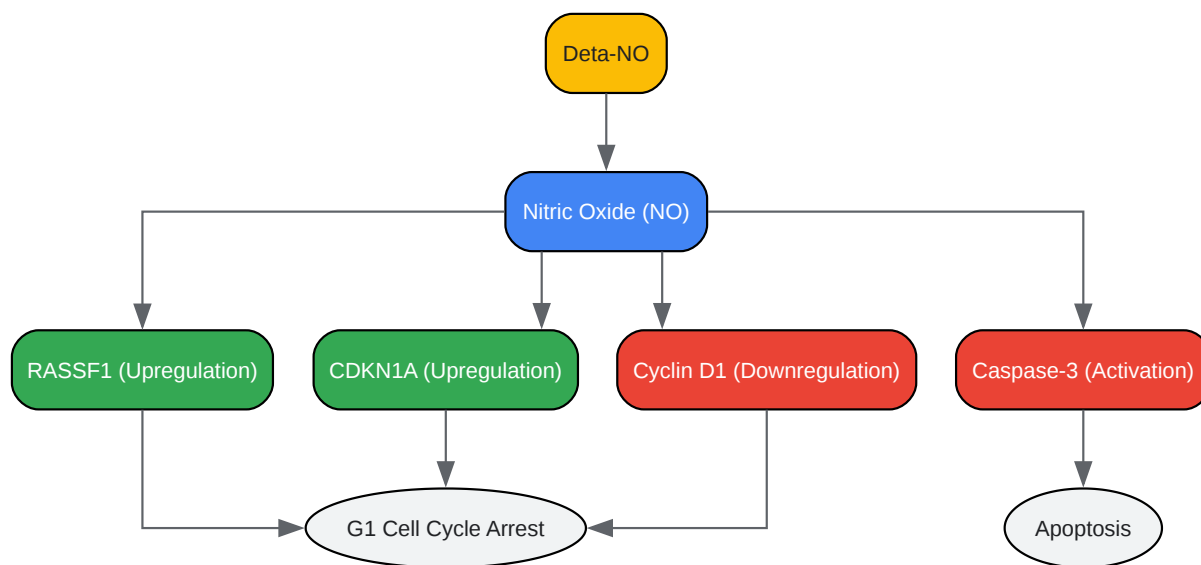 Deta-NO
Nitric Oxide (NO)
RASSF1 (Upregulation)
CDKN1A (Upregulation)
Cyclin D1 (Downregulation)
Caspase-3 (Activation)
G1 Cell Cycle Arrest
Apoptosis